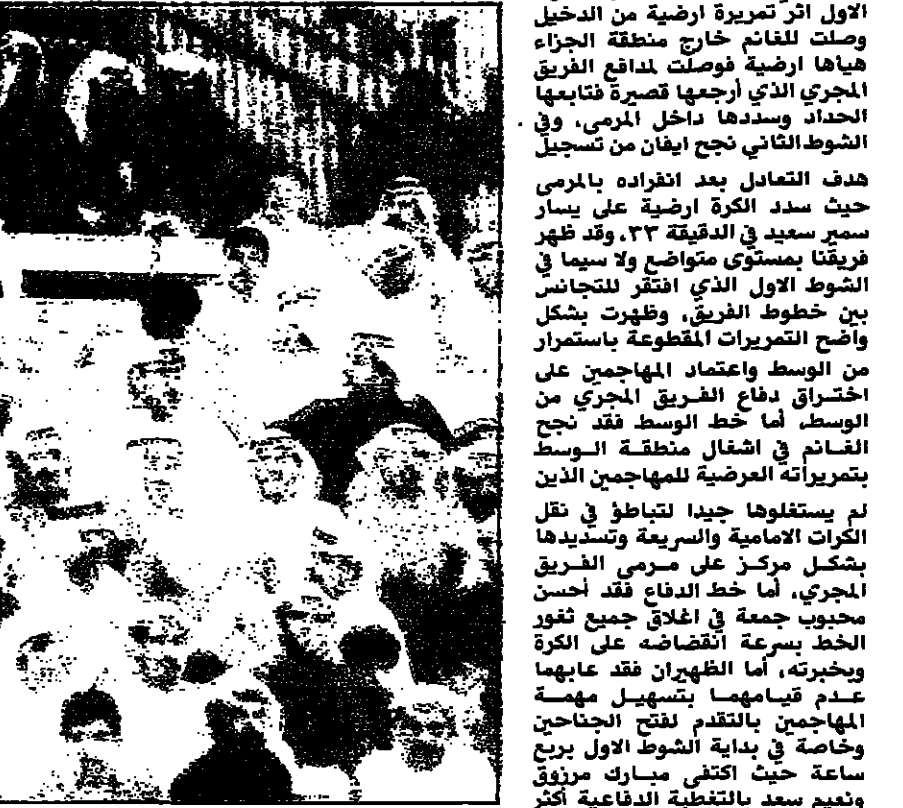 الاول اثر تمريرة ارضية من الدخيل
وصلت للغانم خارج منطقة الجزاء
هياها ارضية فوصلت لمدافع الفريق
المجري الذي أرجعها قصيرة فتابعها
الحداد وسددها داخل المرمى، وفي
الشوط الثاني نجح ايفان من تسجيل
هدف التعادل بعد انفراده بالمرمى
حيث سدد الكرة ارضية على يسار
سمير سعيد في الدقيقة ٣٣، وقد ظهر
فريقنا بمستوى متواضع ولا سيما في
الشوط الاول الذي افتقر للتجانس
بين خطوط الفريق، وظهرت بشكل
واضح التمريرات المقطوعة باستمرار
من الوسط واعتماد المهاجمين على
اختراق دفاع الفريق المجري من
الوسط، أما خط الوسط فقد نجح
الغانم في اشغال منطقة الوسط
بتمريراته العرضية للمهاجمين الذين
لم يستغلوها جيدا لتباطؤ في نقل
الكرات الامامية والسريعة وتسديدها
بشكل مركز على مرمى الفريق
المجري، أما خط الدفاع فقد أحسن
محبوب جمعة في اغلاق جميع ثغور
الخط بسرعة انقضاضه على الكرة
وبخبرته، أما الظهيران فقد عابهما
عدم قيامهما بتسهيل مهمة
المهاجمين بالتقدم لفتح الجناحين
وخاصة في بداية الشوط الاول بربع
ساعة حيث اكتفى مبارك مرزوق
ونعيم سعد بالتغطية الدفاعية أكثر